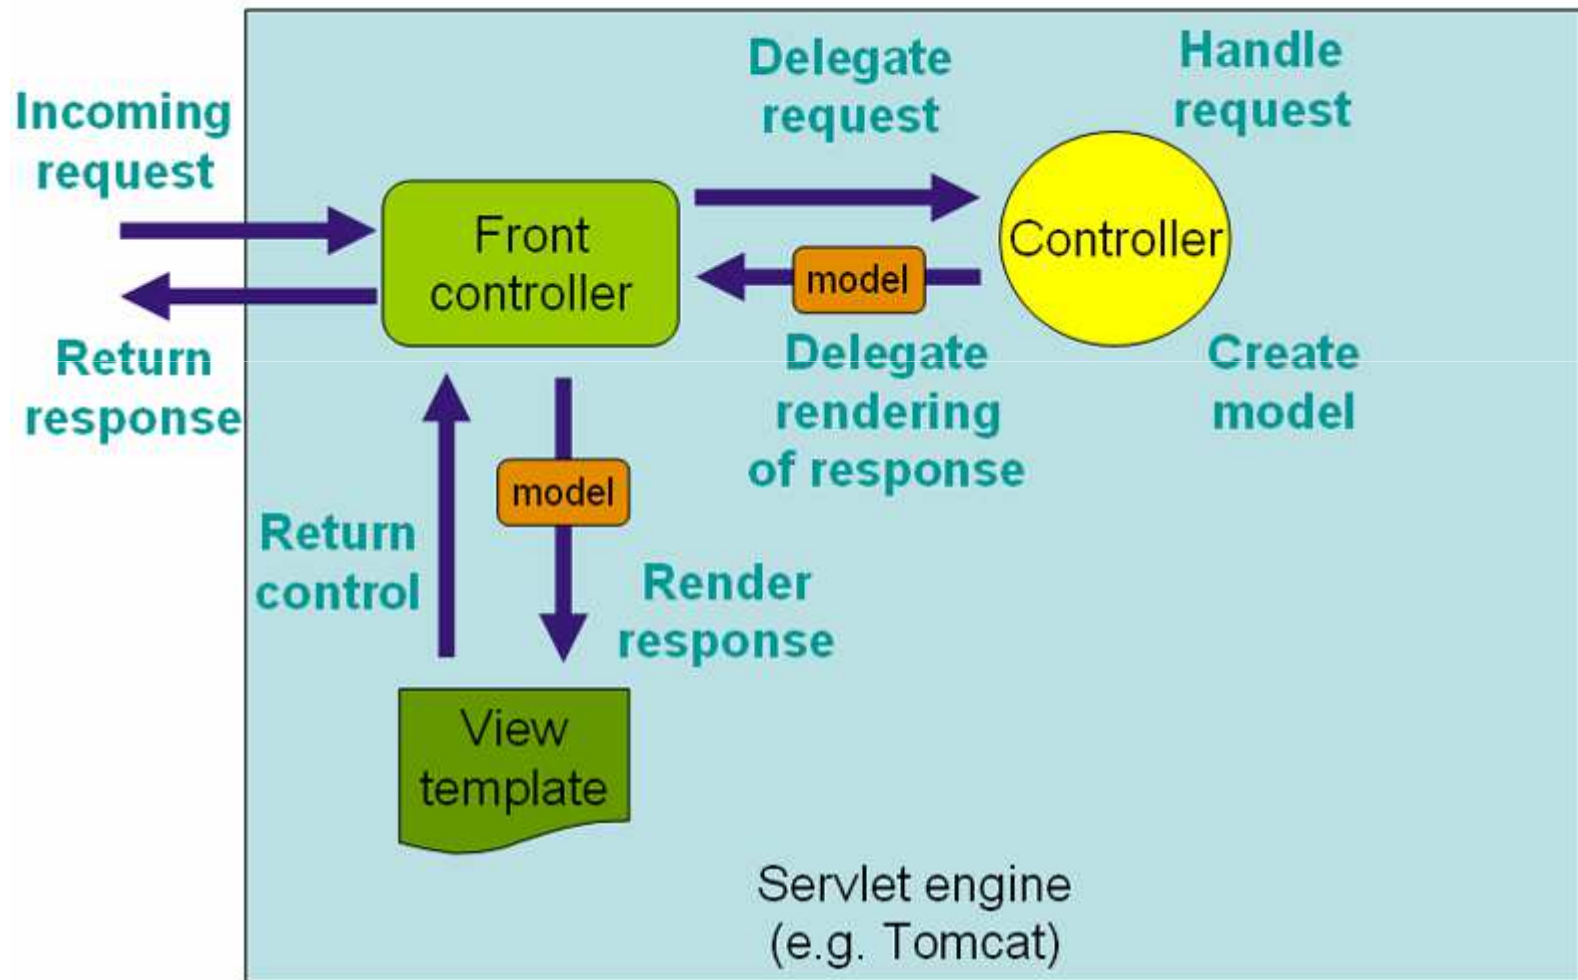 Incoming
request
Delegate
request
Handle
request
Front
controller
model
Controller
Return
response
Delegate
rendering
of response
Create
model
model
Return
control
Render
response
View
template
Servlet engine
(e.g. Tomcat)